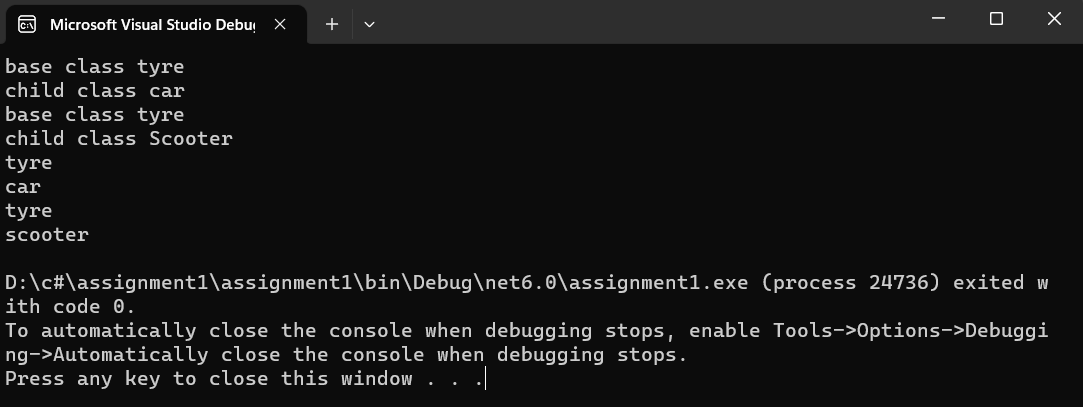 Microsoft Visual Studio Debu
base class tyre
child class car
base class tyre
child class Scooter
tyre
car
tyre
scooter
D:\c#\assignment1\assignment1\bin\Debug\net6.0\assignment1.exe (process 24736) exited w
ith code 0.
To automatically close the console when debugging stops, enable Tools->Options->Debuggi
ng->Automatically close the console when debugging stops.
Press any key to close this window . . .